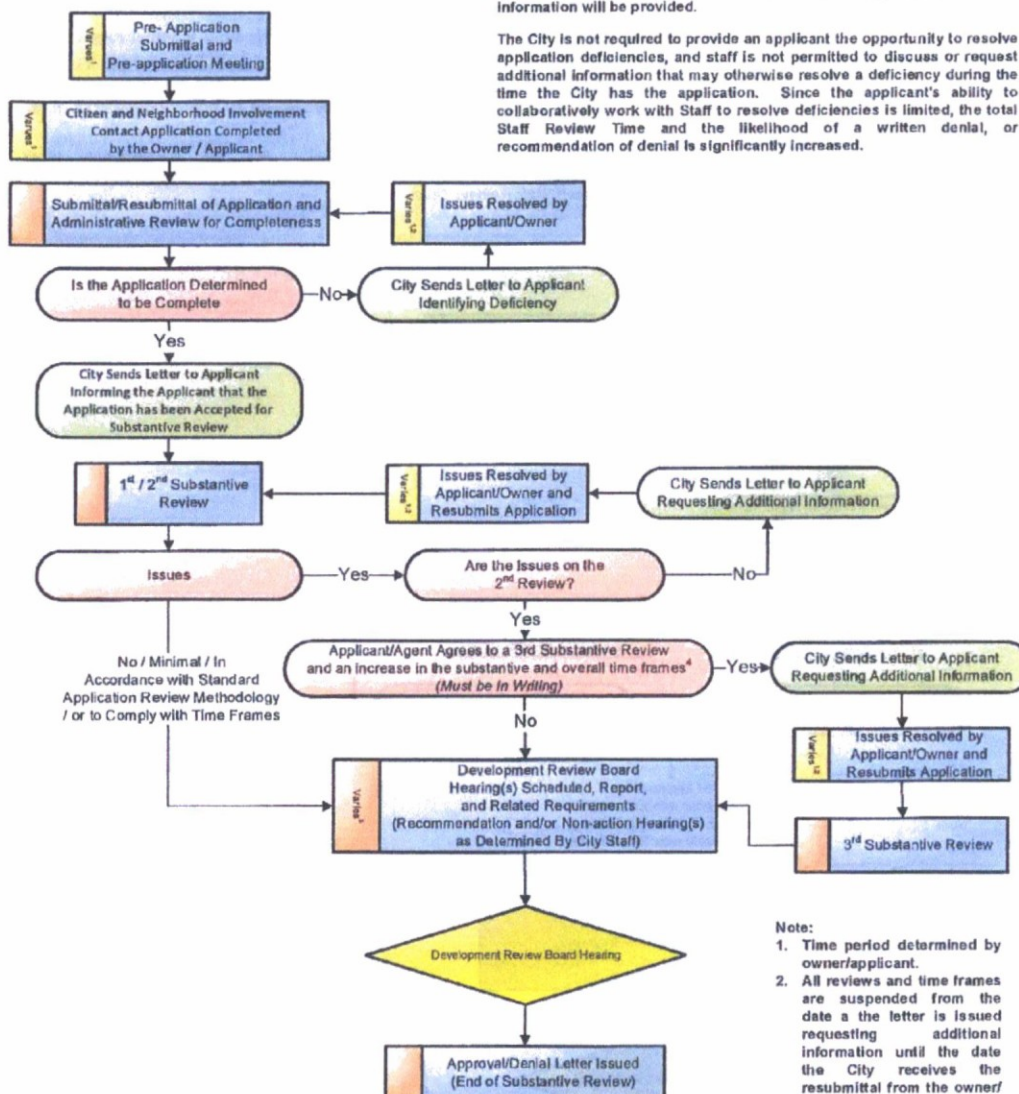 information will be provided.
The City is not required to provide an applicant the opportunity to resolve
application deficiencies, and staff is not permitted to discuss or request
additional information that may otherwise resolve a deficiency during the
time the City has the application. Since the applicant's ability to
collaboratively work with Staff to resolve deficiencies is limited, the total
Staff Review Time and the likelihood of a written denial, or
recommendation of denial is significantly increased.
Varues¹
Pre- Application
Submittal and
Pre-application Meeting
Varues¹
Citizen and Neighborhood Involvement
Contact Application Completed
by the Owner / Applicant
Submittal/Resubmittal of Application and
Administrative Review for Completeness
Varies¹,²
Issues Resolved by
Applicant/Owner
Is the Application Determined
to be Complete
No
City Sends Letter to Applicant
Identifying Deficiency
Yes
City Sends Letter to Applicant
Informing the Applicant that the
Application has been Accepted for
Substantive Review
1st / 2nd Substantive
Review
Varies¹,²
Issues Resolved by
Applicant/Owner and
Resubmits Application
City Sends Letter to Applicant
Requesting Additional Information
Issues
Yes
Are the Issues on the
2nd Review?
No
Yes
No / Minimal / In
Accordance with Standard
Application Review Methodology
/ or to Comply with Time Frames
Applicant/Agent Agrees to a 3rd Substantive Review
and an increase in the substantive and overall time frames⁴
(Must be in Writing)
Yes
City Sends Letter to Applicant
Requesting Additional Information
No
Varies¹,²
Issues Resolved by
Applicant/Owner and
Resubmits Application
Varies³
Development Review Board
Hearing(s) Scheduled, Report,
and Related Requirements
(Recommendation and/or Non-action Hearing(s)
as Determined By City Staff)
3rd Substantive Review
Development Review Board Hearing
Approval/Denial Letter Issued
(End of Substantive Review)
Note:
1. Time period determined by
owner/applicant.
2. All reviews and time frames
are suspended from the
date a the letter is issued
requesting additional
information until the date
the City receives the
resubmittal from the owner/